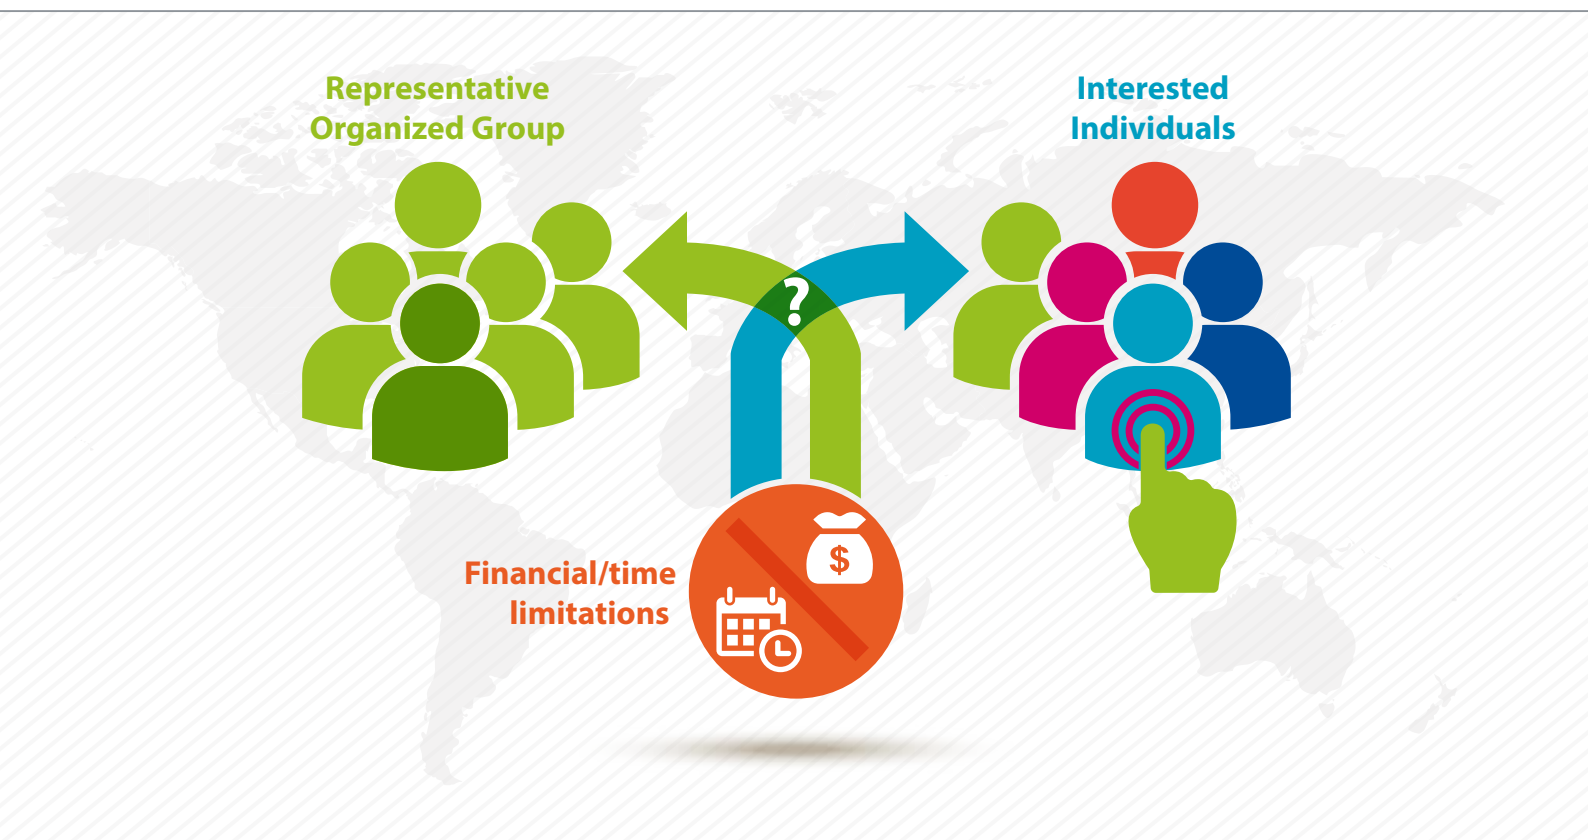 Representative
Organized Group
Interested
Individuals
?
Financial/time
limitations
$